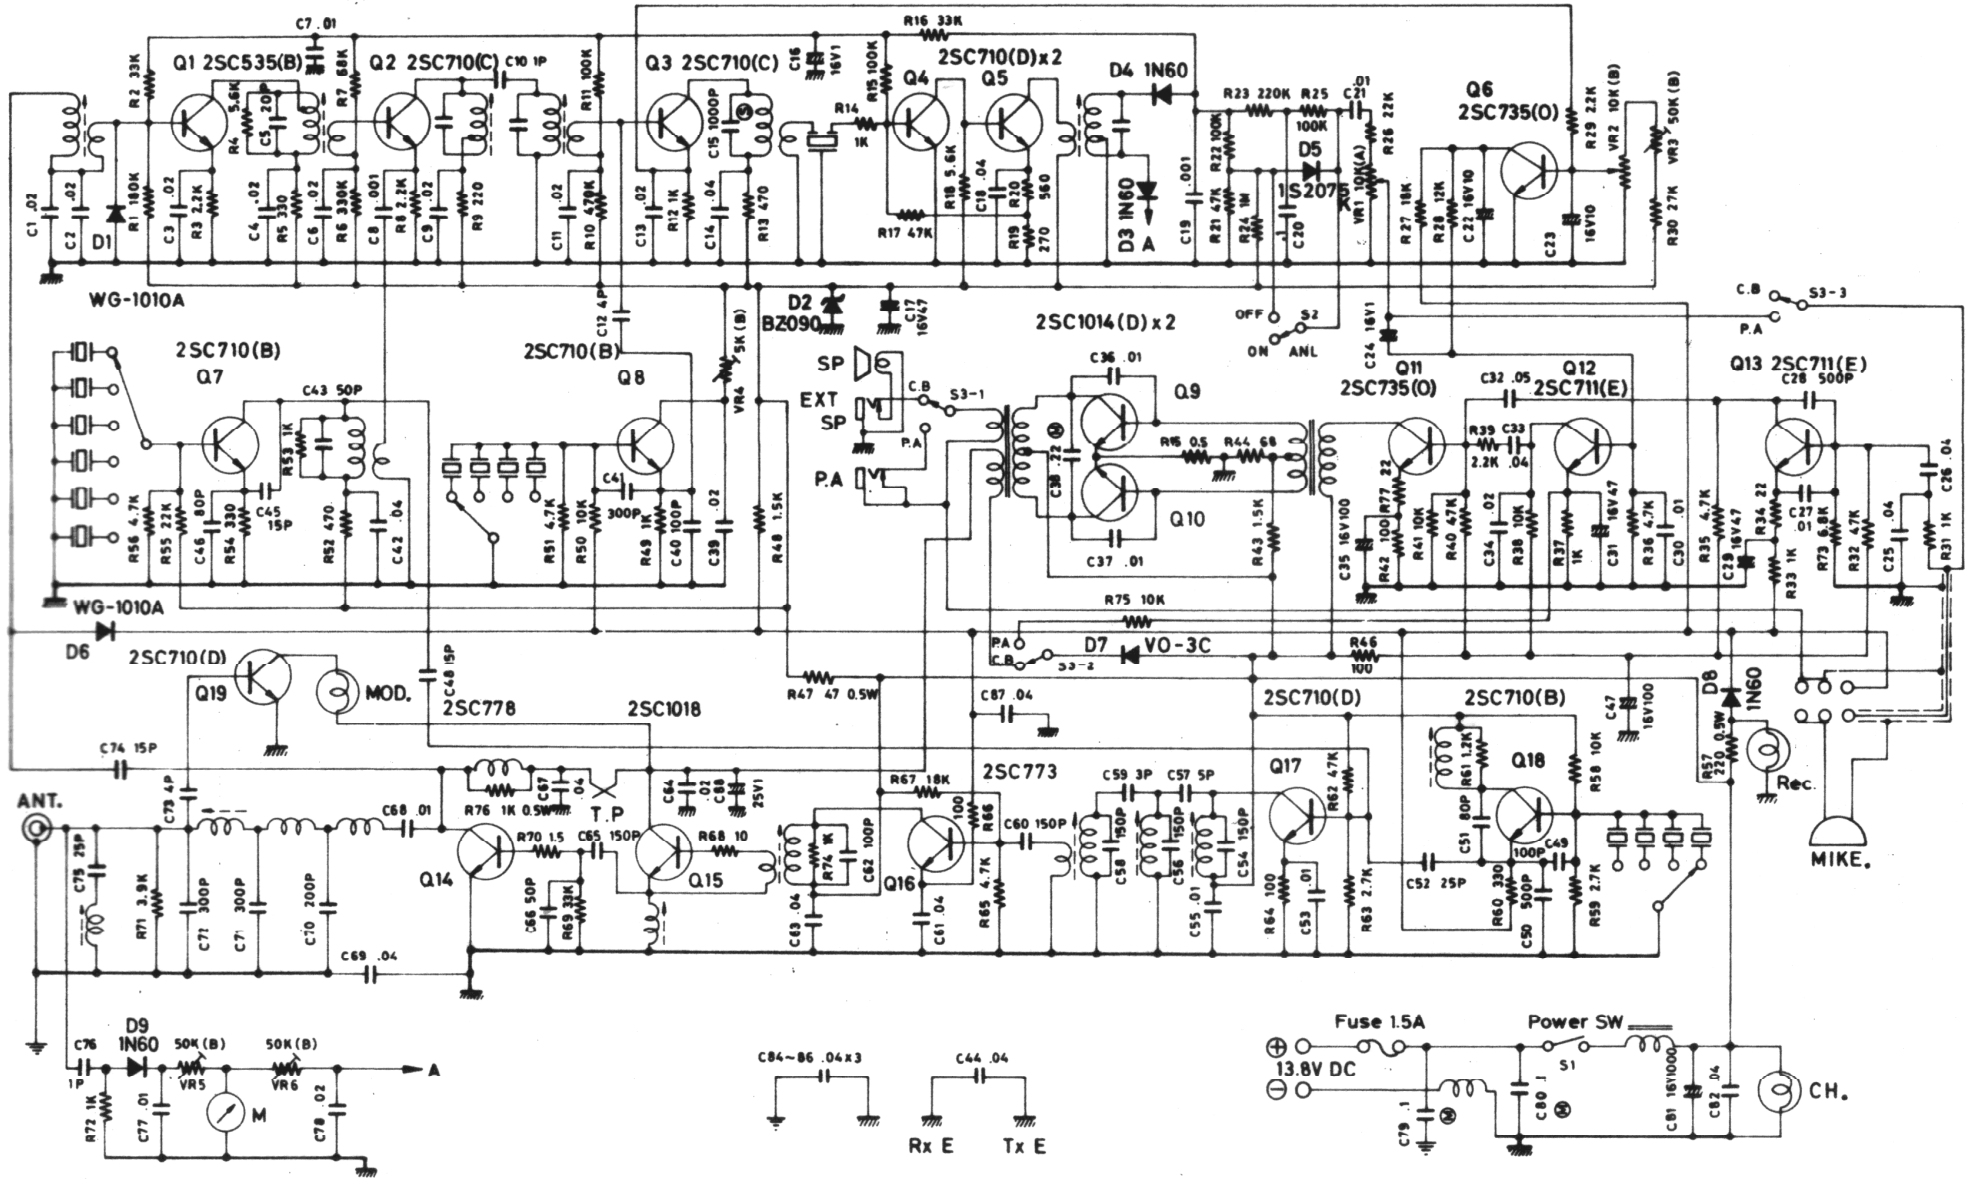 C7 .01
R16 33K
R2 33K
Q1 2SC535(B)
R7 68K
Q2 2SC710(C)
C10 1P
R11 100K
Q3 2SC710(C)
C16 16V1
R15 100K
Q4
2SC710(D)x2
Q5
D4 1N60
R4 5.6K
C5 20P
C15 1000P
S
R14 1K
R23 220K
R25 100K
C21 .01
R26 22K
Q6
2SC735(O)
R29 2.2K
VR2 10K(B)
VR3 50K(B)
C1 .02
C2 .02
D1
R1 180K
C3 .02
R3 2.2K
C4 .02
R5 330
C6 .02
R6 330K
C8 .001
R8 2.2K
C9 .02
R9 220
C11 .02
R10 470K
C13 .02
R12 1K
C14 .04
R13 470
R17 47K
R18 5.6K
C18 .04
R20 560
R19 270
D3 1N60
A
C19 .001
R22 100K
R21 47K
R24 1M
C20 .1
D5
1S2075K
VR1 10K(A)
R27 18K
R28 12K
C22 16V10
C23 16V10
R30 27K
WG-1010A
C12 4P
D2
BZ090
C17 16V47
2SC1014(D)x2
OFF
S2
ON ANL
C24 16V1
C.B
S3-3
P.A
2SC710(B)
Q7
C43 50P
R53 1K
C45 15P
R56 4.7K
R55 22K
C46 80P
R54 330
R52 470
C42 .04
2SC710(B)
Q8
VR4 5K(B)
R51 4.7K
R50 10K
C41 300P
R49 1K
C40 100P
C39 .02
R48 1.5K
SP
EXT
SP
P.A
C.B
S3-1
P.A
C36 .01
Q9
C38 .22
M
R45 0.5
R44 68
Q10
C37 .01
R43 1.5K
Q11
2SC735(O)
C32 .05
Q12
2SC711(E)
Q13 2SC711(E)
C28 500P
R39 2.2K
C33 .04
R77 22
C35 16V100
R42 100
R41 10K
R40 47K
C34 .02
R38 10K
R37 1K
C31 16V47
R36 4.7K
C30 .01
R35 4.7K
C29 16V47
R34 22
R33 1K
C27 .01
R73 6.8K
R32 47K
C25 .04
C26 .04
R31 1K
WG-1010A
D6
R75 10K
P.A
C.B
S3-2
D7 VO-3C
R46 100
2SC710(D)
Q19
MOD.
C48 15P
2SC778
2SC1018
R47 47 0.5W
C87 .04
2SC710(D)
2SC710(B)
C47 16V100
D8 1N60
R57 220 0.5W
Rec.
MIKE.
C74 15P
C73 4P
ANT.
C75 25P
R71 3.9K
C72 300P
C71 300P
C70 200P
C69 .04
C68 .01
R76 1K 0.5W
C67 .04
T.P
C64 .02
C88 25V1
Q14
R70 1.5
C65 150P
C66 50P
R69 33K
Q15
R68 10
R74 1K
C62 100P
C63 .04
R67 18K
R66 100
Q16
C61 .04
R65 4.7K
2SC773
C60 150P
C59 3P
C57 5P
C58 150P
C56 150P
C54 150P
C55 .01
Q17
R62 47K
R64 100
C53 .01
R63 2.7K
C52 25P
R61 1.2K
C51 80P
Q18
R58 10K
100P C49
R60 330
C50 500P
R59 2.7K
C76 1P
D9
1N60
50K(B)
VR5
50K(B)
VR6
A
R72 1K
C77 .01
M
C78 .02
C84~86 .04x3
C44 .04
Rx E
Tx E
Fuse 1.5A
Power SW
S1
13.8V DC
C79 .1
M
C80 .1
M
C81 16V1000
C82 .04
CH.